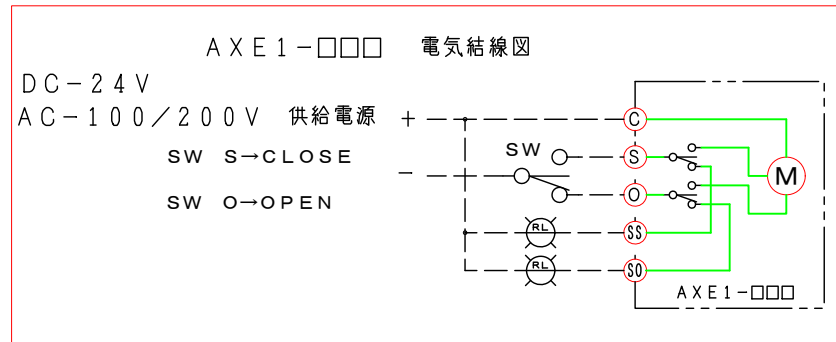 AXE1-□□□ 電気結線図
DC-24V
AC-100/200V 供給電源 +
SW S→CLOSE
-
SW O→OPEN
SW
C
S
O
SS
SO
RL
RL
M
AXE1-□□□